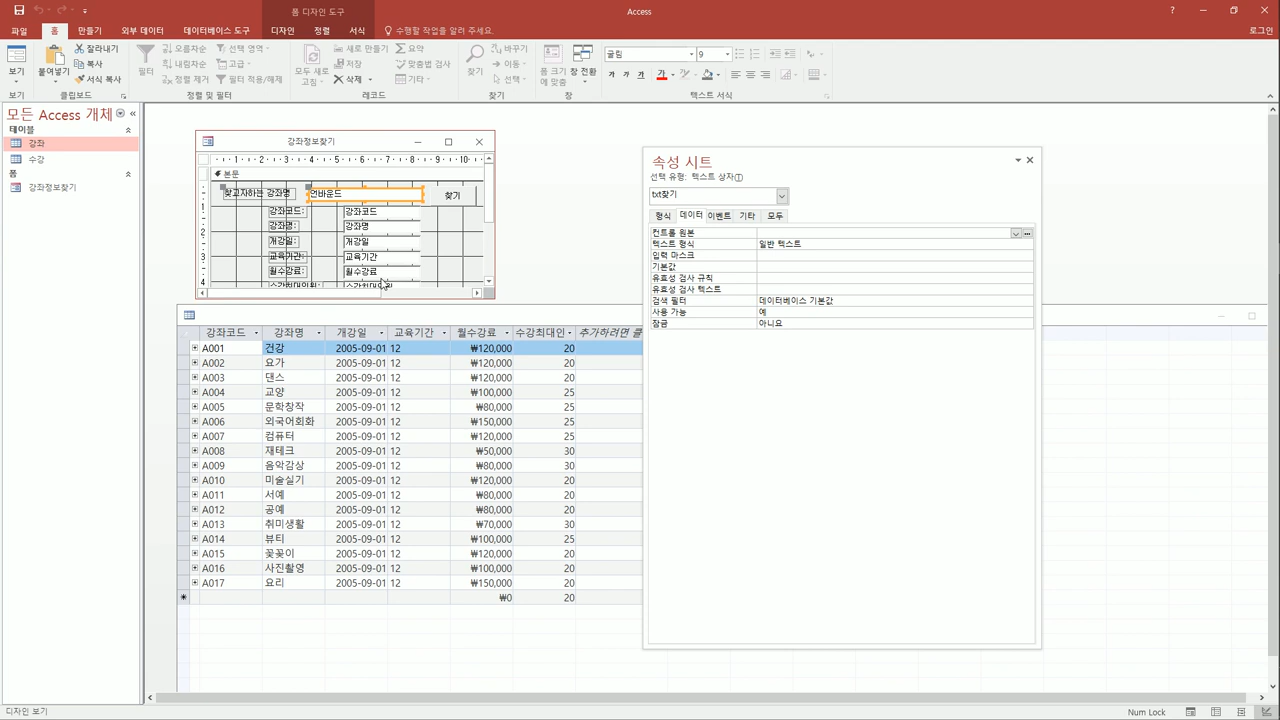 폼 디자인 도구
Access
파일 홈 만들기 외부 데이터 데이터베이스 도구 디자인 정렬 서식 수행할 작업을 알려 주세요.
로그인
보기
붙여넣기
잘라내기
복사
서식 복사
필터
오름차순
내림차순
정렬 제거
선택 영역
고급
필터 적용/해제
모두 새로 고침
새로 만들기
저장
삭제
요약
맞춤법 검사
기타
찾기
바꾸기
이동
선택
폼 크기에 맞춤
창 전환
굴림 9
가 가 가
보기 클립보드 정렬 및 필터 레코드 찾기 창 텍스트 서식
모든 Access 개체
테이블
강좌
수강
폼
강좌정보찾기
강좌정보찾기
본문
찾고자하는 강좌명 언바운드 찾기
강좌코드: 강좌코드
강좌명: 강좌명
개강일: 개강일
교육기간: 교육기간
월수강료: 월수강료
속성 시트
선택 유형: 텍스트 상자(T)
txt찾기
형식 데이터 이벤트 기타 모두
컨트롤 원본
텍스트 형식 일반 텍스트
입력 마스크
기본값
유효성 검사 규칙
유효성 검사 텍스트
검색 필터 데이터베이스 기본값
사용 가능 예
잠금 아니요
강좌코드 강좌명 개강일 교육기간 월수강료 수강최대인 추가하려면 클
A001 건강 2005-09-01 12 ₩120,000 20
A002 요가 2005-09-01 12 ₩120,000 20
A003 댄스 2005-09-01 12 ₩120,000 20
A004 교양 2005-09-01 12 ₩100,000 25
A005 문학창작 2005-09-01 12 ₩80,000 25
A006 외국어회화 2005-09-01 12 ₩150,000 25
A007 컴퓨터 2005-09-01 12 ₩120,000 25
A008 재테크 2005-09-01 12 ₩50,000 30
A009 음악감상 2005-09-01 12 ₩80,000 30
A010 미술실기 2005-09-01 12 ₩120,000 20
A011 서예 2005-09-01 12 ₩80,000 20
A012 공예 2005-09-01 12 ₩80,000 20
A013 취미생활 2005-09-01 12 ₩70,000 30
A014 뷰티 2005-09-01 12 ₩100,000 25
A015 꽃꽂이 2005-09-01 12 ₩120,000 20
A016 사진촬영 2005-09-01 12 ₩100,000 20
A017 요리 2005-09-01 12 ₩150,000 20
₩0 20
디자인 보기
Num Lock